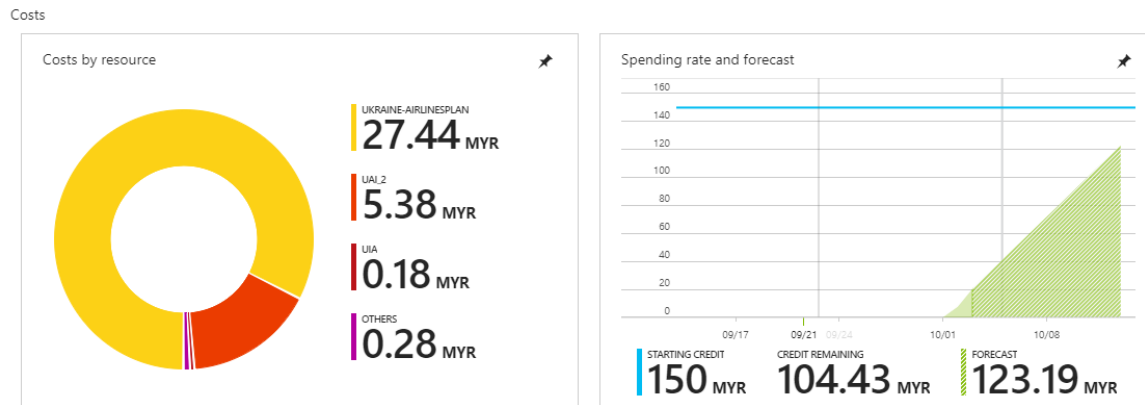 Costs
Costs by resource
UKRAINE-AIRLINESPLAN
27.44 MYR
UAI_2
5.38 MYR
UIA
0.18 MYR
OTHERS
0.28 MYR
Spending rate and forecast
160
140
120
100
80
60
40
20
0
09/17 09/21 09/24 10/01 10/08
STARTING CREDIT
150 MYR
CREDIT REMAINING
104.43 MYR
FORECAST
123.19 MYR